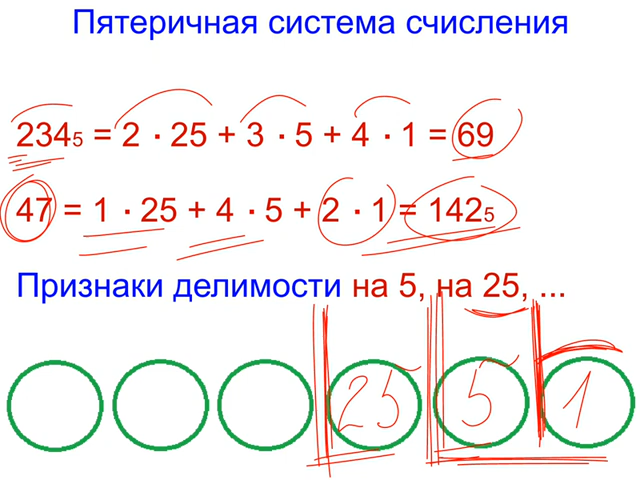 Пятеричная система счисления
234₅ = 2 · 25 + 3 · 5 + 4 · 1 = 69
47 = 1 · 25 + 4 · 5 + 2 · 1 = 142₅
Признаки делимости на 5, на 25, ...
25 5 1